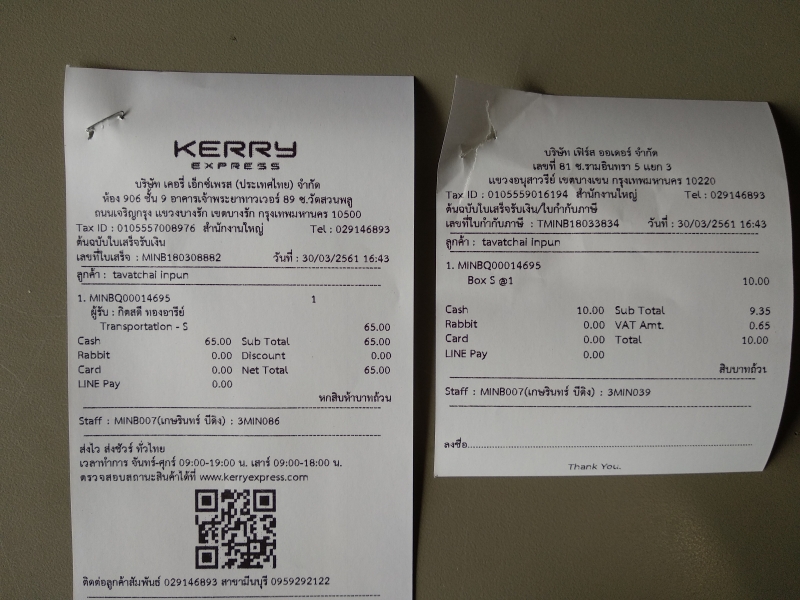 KERRY
EXPRESS
บริษัท เคอรี่ เอ็กซ์เพรส (ประเทศไทย) จำกัด
ห้อง 906 ชั้น 9 อาคารเจ้าพระยาทาวเวอร์ 89 ซ.วัดสวนพลู
ถนนเจริญกรุง แขวงบางรัก เขตบางรัก กรุงเทพมหานคร 10500
Tax ID : 0105557008976 สำนักงานใหญ่ Tel : 029146893
ต้นฉบับใบเสร็จรับเงิน
เลขที่ใบเสร็จ : MINB180308882 วันที่ : 30/03/2561 16:43
ลูกค้า : tavatchai inpun
1. MINBQ00014695 1
ผู้รับ : กิตสดี ทองอารีย์
Transportation - S 65.00
Cash 65.00 Sub Total 65.00
Rabbit 0.00 Discount 0.00
Card 0.00 Net Total 65.00
LINE Pay 0.00
หกสิบห้าบาทถ้วน
Staff : MINB007(เกษรินทร์ บีดิง) : 3MIN086
ส่งไว ส่งชัวร์ ทั่วไทย
เวลาทำการ จันทร์-ศุกร์ 09:00-19:00 น. เสาร์ 09:00-18:00 น.
ตรวจสอบสถานะสินค้าได้ที่ www.kerryexpress.com
ติดต่อลูกค้าสัมพันธ์ 029146893 สาขามีนบุรี 0959292122
บริษัท เฟิร์ส ออเดอร์ จำกัด
เลขที่ 81 ซ.รามอินทรา 5 แยก 3
แขวงอนุสาวรีย์ เขตบางเขน กรุงเทพมหานคร 10220
Tax ID : 0105559016194 สำนักงานใหญ่ Tel : 029146893
ต้นฉบับใบเสร็จรับเงิน/ใบกำกับภาษี
เลขที่ใบกำกับภาษี : TMINB18033834 วันที่ : 30/03/2561 16:43
ลูกค้า : tavatchai inpun
1. MINBQ00014695
Box S @1 10.00
Cash 10.00 Sub Total 9.35
Rabbit 0.00 VAT Amt. 0.65
Card 0.00 Total 10.00
LINE Pay 0.00
สิบบาทถ้วน
Staff : MINB007(เกษรินทร์ บีดิง) : 3MIN039
ลงชื่อ
Thank You.